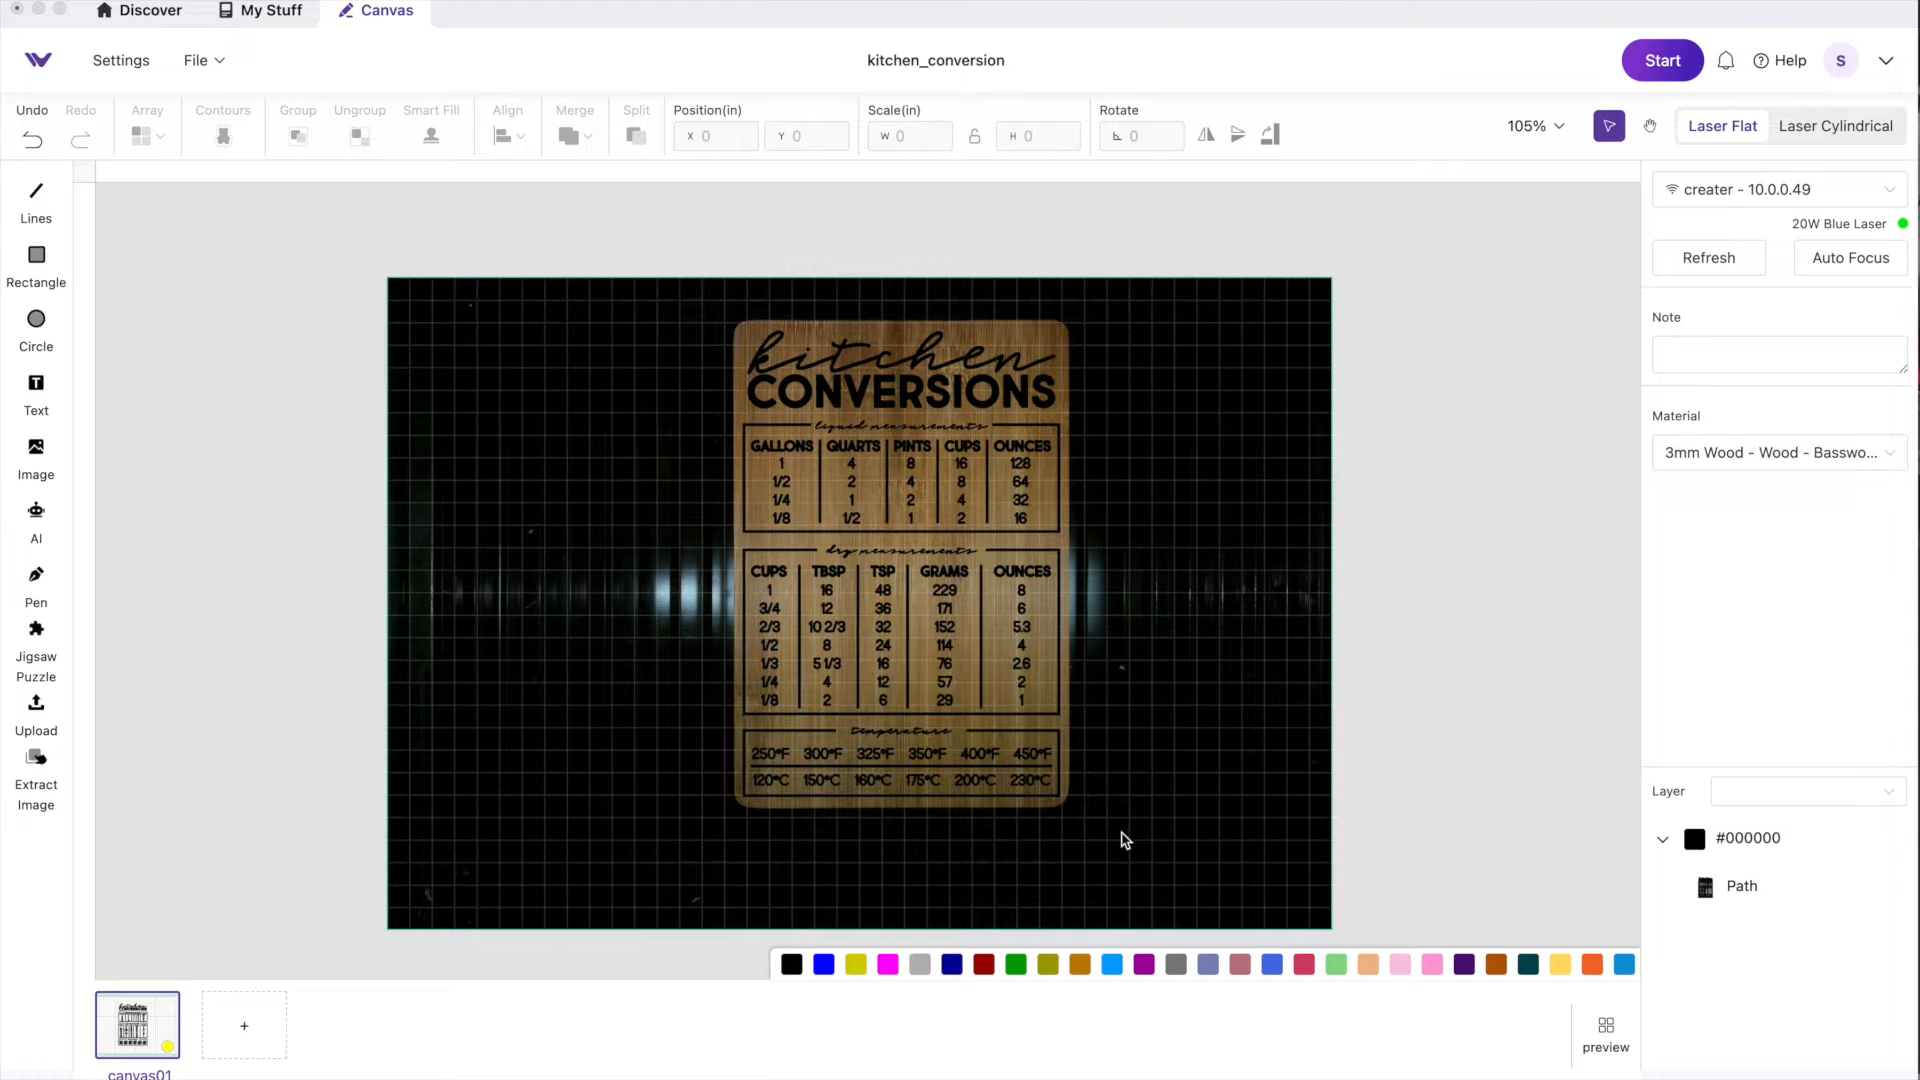 Discover My Stuff Canvas
Settings File kitchen_conversion Start Help S
Undo Redo Array Contours Group Ungroup Smart Fill Align Merge Split Position(in) Scale(in) Rotate
X 0 Y 0 W 0 H 0 0 105% Laser Flat Laser Cylindrical
Lines
Rectangle
Circle
Text
Image
AI
Pen
Jigsaw
Puzzle
Upload
Extract
Image
kitchen
CONVERSIONS
liquid measurements
GALLONS QUARTS PINTS CUPS OUNCES
1 4 8 16 128
1/2 2 4 8 64
1/4 1 2 4 32
1/8 1/2 1 2 16
dry measurements
CUPS TBSP TSP GRAMS OUNCES
1 16 48 229 8
3/4 12 36 171 6
2/3 10 2/3 32 152 5.3
1/2 8 24 114 4
1/3 5 1/3 16 76 2.6
1/4 4 12 57 2
1/8 2 6 29 1
temperature
250°F 300°F 325°F 350°F 400°F 450°F
120°C 150°C 160°C 175°C 200°C 230°C
creater - 10.0.0.49
20W Blue Laser
Refresh Auto Focus
Note
Material
3mm Wood - Wood - Basswo...
Layer
#000000
Path
+
canvas01
preview